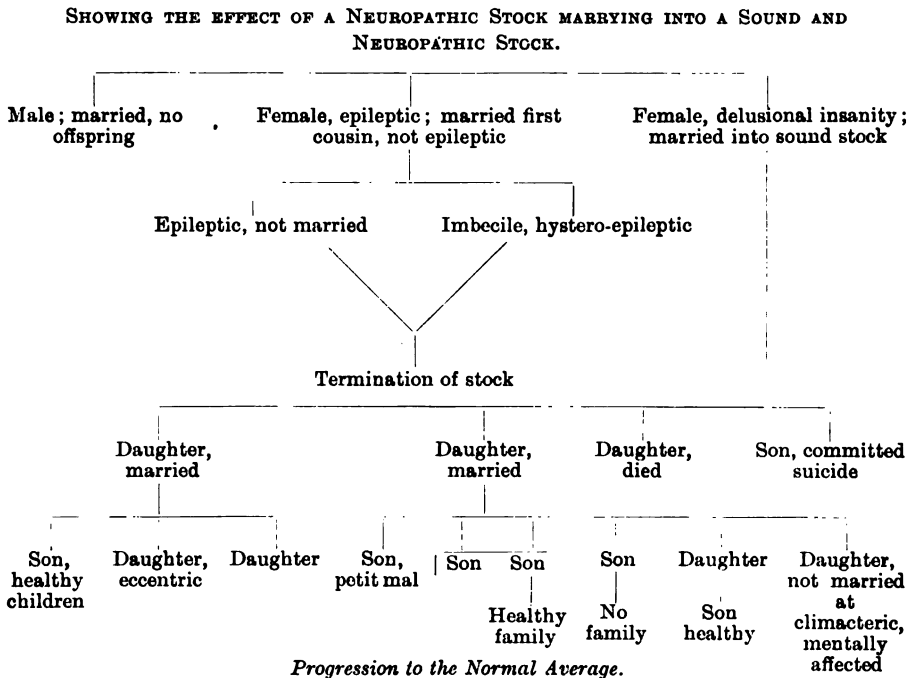 SHOWING THE EFFECT OF A NEUROPATHIC STOCK MARRYING INTO A SOUND AND
NEUROPATHIC STOCK.
Male; married, no
offspring
Female, epileptic; married first
cousin, not epileptic
Female, delusional insanity;
married into sound stock
Epileptic, not married
Imbecile, hystero-epileptic
Termination of stock
Daughter,
married
Daughter,
married
Daughter,
died
Son, committed
suicide
Son,
healthy
children
Daughter,
eccentric
Daughter
Son,
petit mal
Son
Son
Healthy
family
Son
No
family
Daughter
Son
healthy
Daughter,
not married
at
climacteric,
mentally
affected
Progression to the Normal Average.